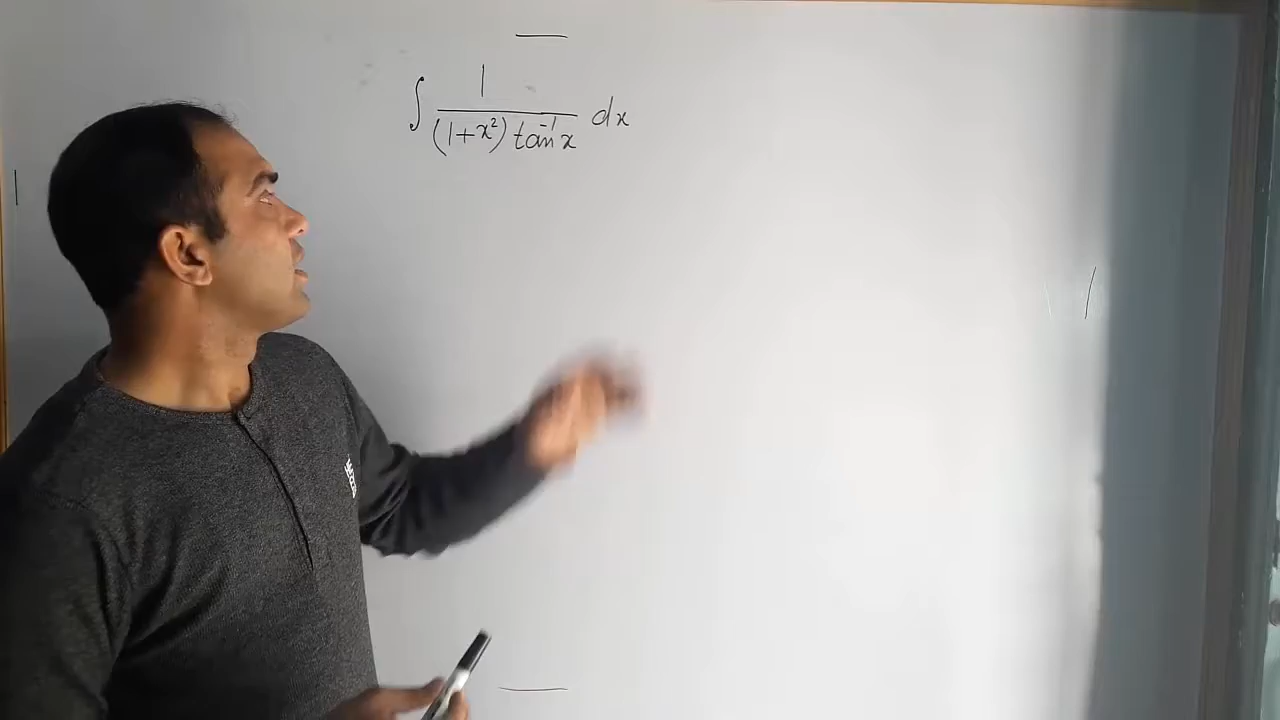 ∫ 1/((1+x²) tan⁻¹x) dx